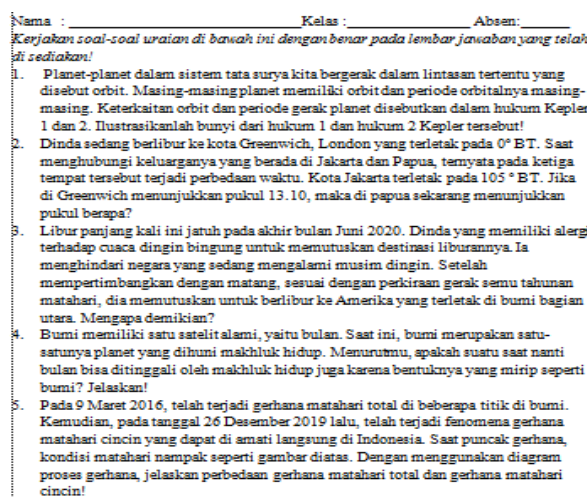 Nama : ______________________________Kelas :________________ Absen:_______
Kerjakan soal-soal uraian di bawah ini dengan benar pada lembar jawaban yang telah
di sediakan!
1. Planet-planet dalam sistem tata surya kita bergerak dalam lintasan tertentu yang
disebut orbit. Masing-masing planet memiliki orbit dan periode orbitalnya masing-
masing. Keterkaitan orbit dan periode gerak planet disebutkan dalam hukum Kepler
1 dan 2. Ilustrasikanlah bunyi dari hukum 1 dan hukum 2 Kepler tersebut!
2. Dinda sedang berlibur ke kota Greenwich, London yang terletak pada 0° BT. Saat
menghubungi keluarganya yang berada di Jakarta dan Papua, ternyata pada ketiga
tempat tersebut terjadi perbedaan waktu. Kota Jakarta terletak pada 105 ° BT. Jika
di Greenwich menunjukkan pukul 13.10, maka di papua sekarang menunjukkan
pukul berapa?
3. Libur panjang kali ini jatuh pada akhir bulan Juni 2020. Dinda yang memiliki alergi
terhadap cuaca dingin bingung untuk memutuskan destinasi liburannya. Ia
menghindari negara yang sedang mengalami musim dingin. Setelah
mempertimbangkan dengan matang, sesuai dengan perkiraan gerak semu tahunan
matahari, dia memutuskan untuk berlibur ke Amerika yang terletak di bumi bagian
utara. Mengapa demikian?
4. Bumi memiliki satu satelit alami, yaitu bulan. Saat ini, bumi merupakan satu-
satunya planet yang dihuni makhluk hidup. Menurutmu, apakah suatu saat nanti
bulan bisa ditinggali oleh makhluk hidup juga karena bentuknya yang mirip seperti
bumi? Jelaskan!
5. Pada 9 Maret 2016, telah terjadi gerhana matahari total di beberapa titik di bumi.
Kemudian, pada tanggal 26 Desember 2019 lalu, telah terjadi fenomena gerhana
matahari cincin yang dapat di amati langsung di Indonesia. Saat puncak gerhana,
kondisi matahari nampak seperti gambar diatas. Dengan menggunakan diagram
proses gerhana, jelaskan perbedaan gerhana matahari total dan gerhana matahari
cincin!